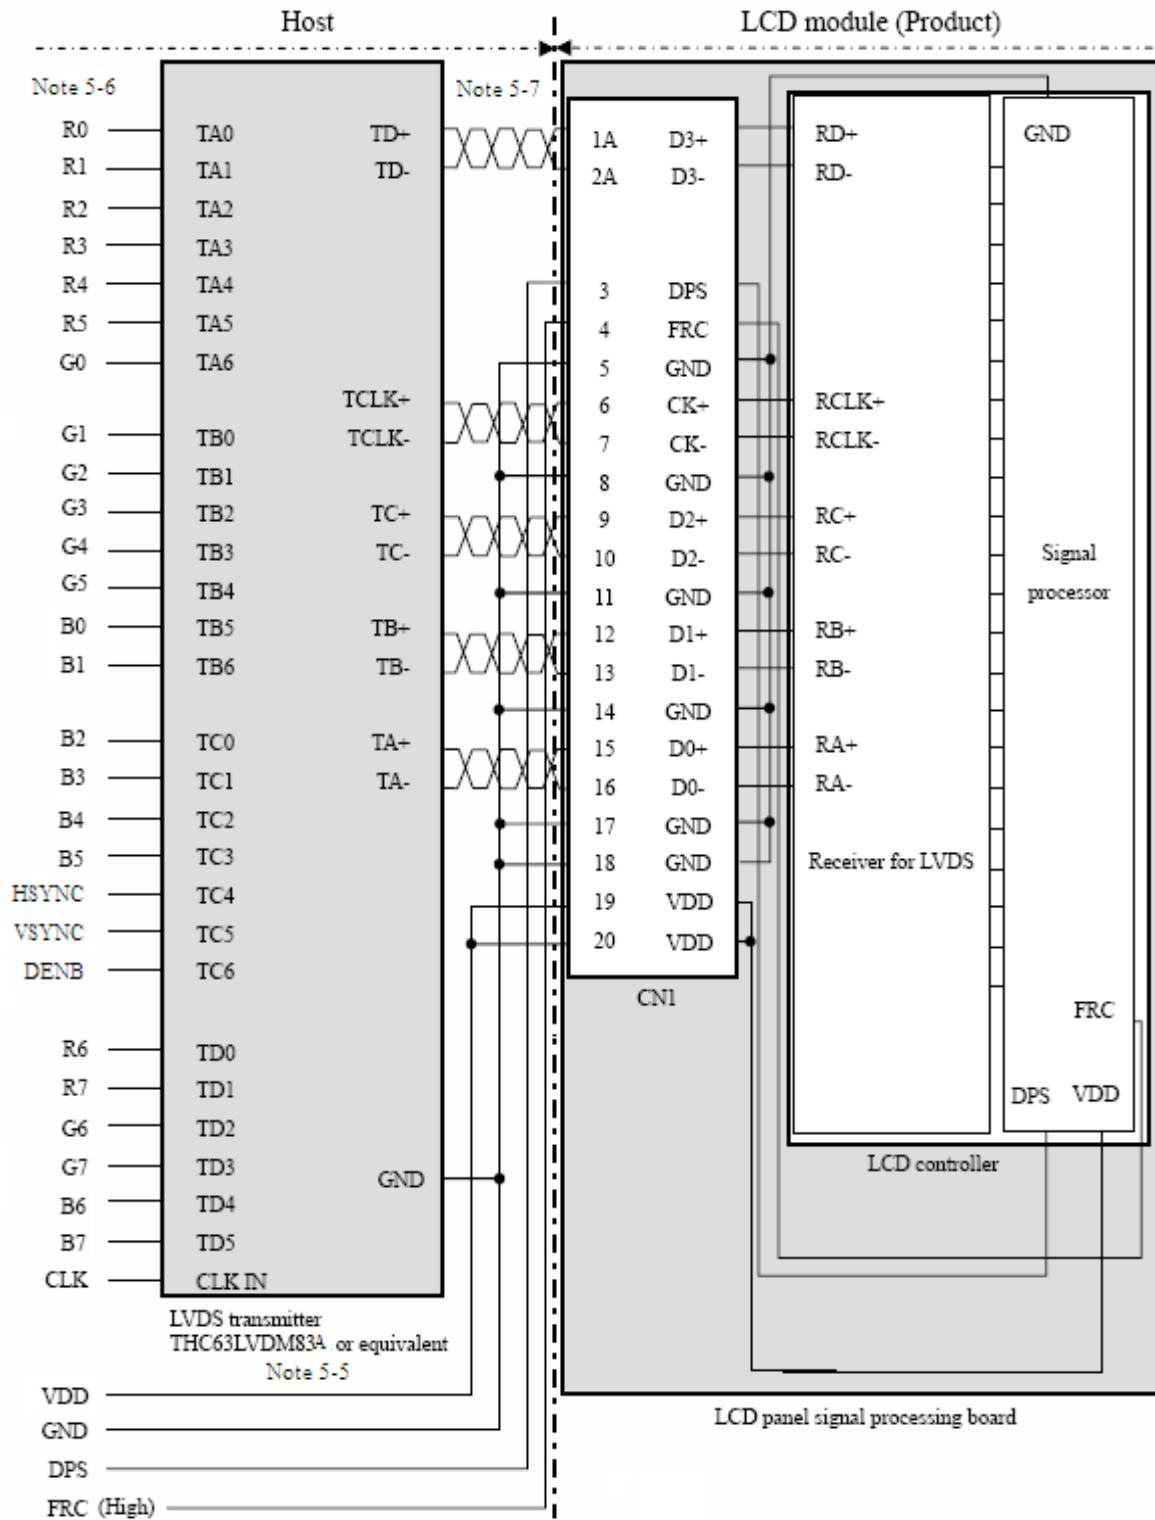 Host LCD module (Product)
Note 5-6 Note 5-7
R0 TA0 TD+ 1A D3+ RD+ GND
R1 TA1 TD- 2A D3- RD-
R2 TA2
R3 TA3
R4 TA4 3 DPS
R5 TA5 4 FRC
G0 TA6 5 GND
TCLK+ 6 CK+ RCLK+
G1 TB0 TCLK- 7 CK- RCLK-
G2 TB1 8 GND
G3 TB2 TC+ 9 D2+ RC+
G4 TB3 TC- 10 D2- RC- Signal
G5 TB4 11 GND processor
B0 TB5 TB+ 12 D1+ RB+
B1 TB6 TB- 13 D1- RB-
14 GND
B2 TC0 TA+ 15 D0+ RA+
B3 TC1 TA- 16 D0- RA-
B4 TC2 17 GND
B5 TC3 18 GND Receiver for LVDS
HSYNC TC4 19 VDD
VSYNC TC5 20 VDD
DENB TC6
CN1
FRC
R6 TD0
R7 TD1 DPS VDD
G6 TD2
G7 TD3 GND LCD controller
B6 TD4
B7 TD5
CLK CLK IN
LVDS transmitter
THC63LVDM83A . or equivalent
Note 5-5
VDD
LCD panel signal processing board
GND
DPS
FRC (High)